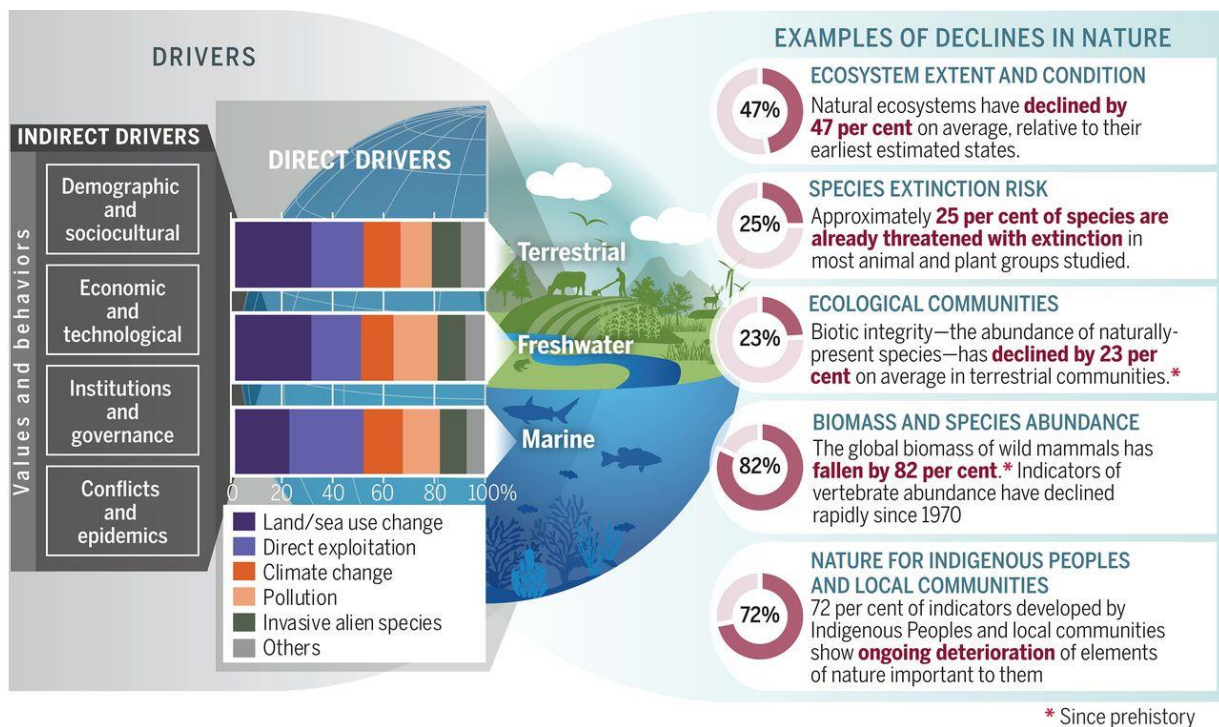 DRIVERS
INDIRECT DRIVERS
Values and behaviors
Demographic
and
sociocultural
Economic
and
technological
Institutions
and
governance
Conflicts
and
epidemics
DIRECT DRIVERS
Terrestrial
Freshwater
Marine
0 20 40 60 80 100%
Land/sea use change
Direct exploitation
Climate change
Pollution
Invasive alien species
Others
EXAMPLES OF DECLINES IN NATURE
47%
ECOSYSTEM EXTENT AND CONDITION
Natural ecosystems have declined by
47 per cent on average, relative to their
earliest estimated states.
25%
SPECIES EXTINCTION RISK
Approximately 25 per cent of species are
already threatened with extinction in
most animal and plant groups studied.
23%
ECOLOGICAL COMMUNITIES
Biotic integrity—the abundance of naturally-
present species—has declined by 23 per
cent on average in terrestrial communities.*
82%
BIOMASS AND SPECIES ABUNDANCE
The global biomass of wild mammals has
fallen by 82 per cent.* Indicators of
vertebrate abundance have declined
rapidly since 1970
72%
NATURE FOR INDIGENOUS PEOPLES
AND LOCAL COMMUNITIES
72 per cent of indicators developed by
Indigenous Peoples and local communities
show ongoing deterioration of elements
of nature important to them
* Since prehistory